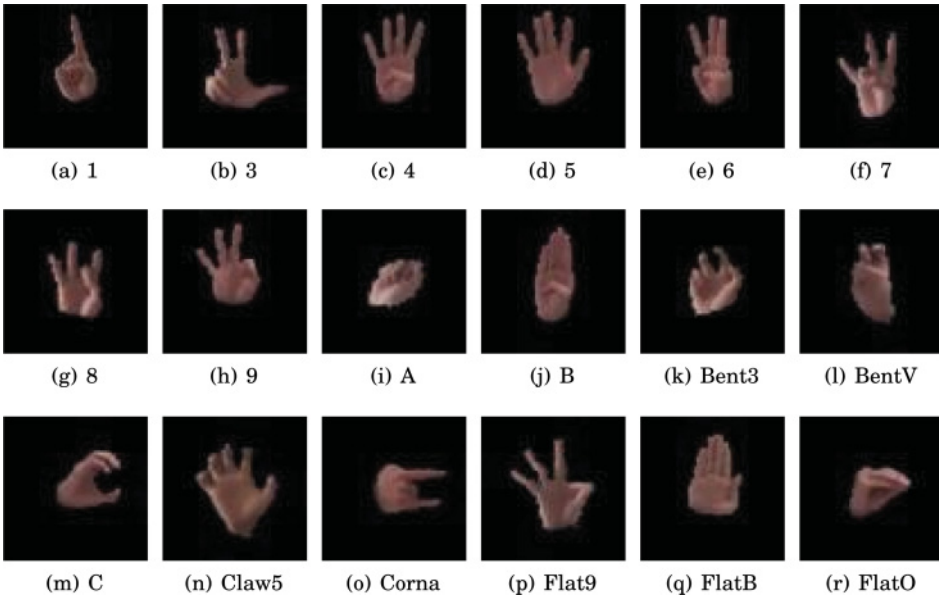 (a) 1 (b) 3 (c) 4 (d) 5 (e) 6 (f) 7
(g) 8 (h) 9 (i) A (j) B (k) Bent3 (l) BentV
(m) C (n) Claw5 (o) Corna (p) Flat9 (q) FlatB (r) FlatO